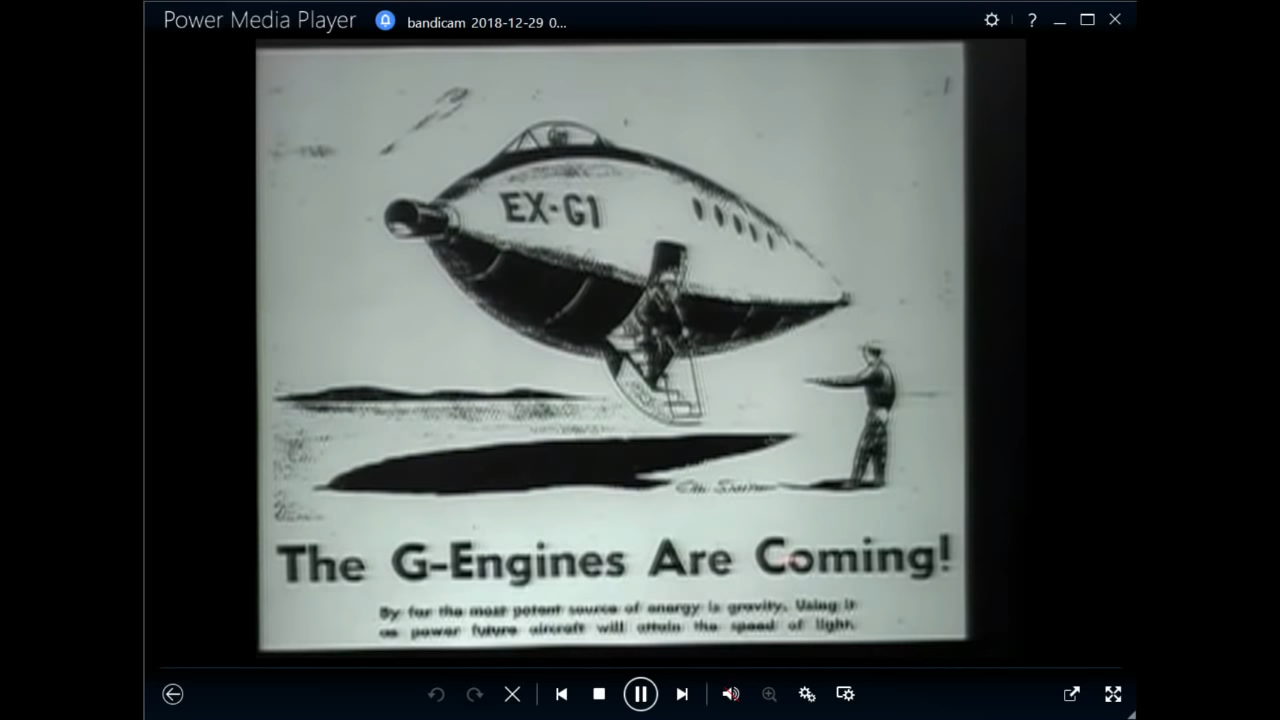 Power Media Player
bandicam 2018-12-29 0...
?
EX-G1
The G-Engines Are Coming!
By far the most potent source of energy is gravity. Using it
as power future aircraft will attain the speed of light.